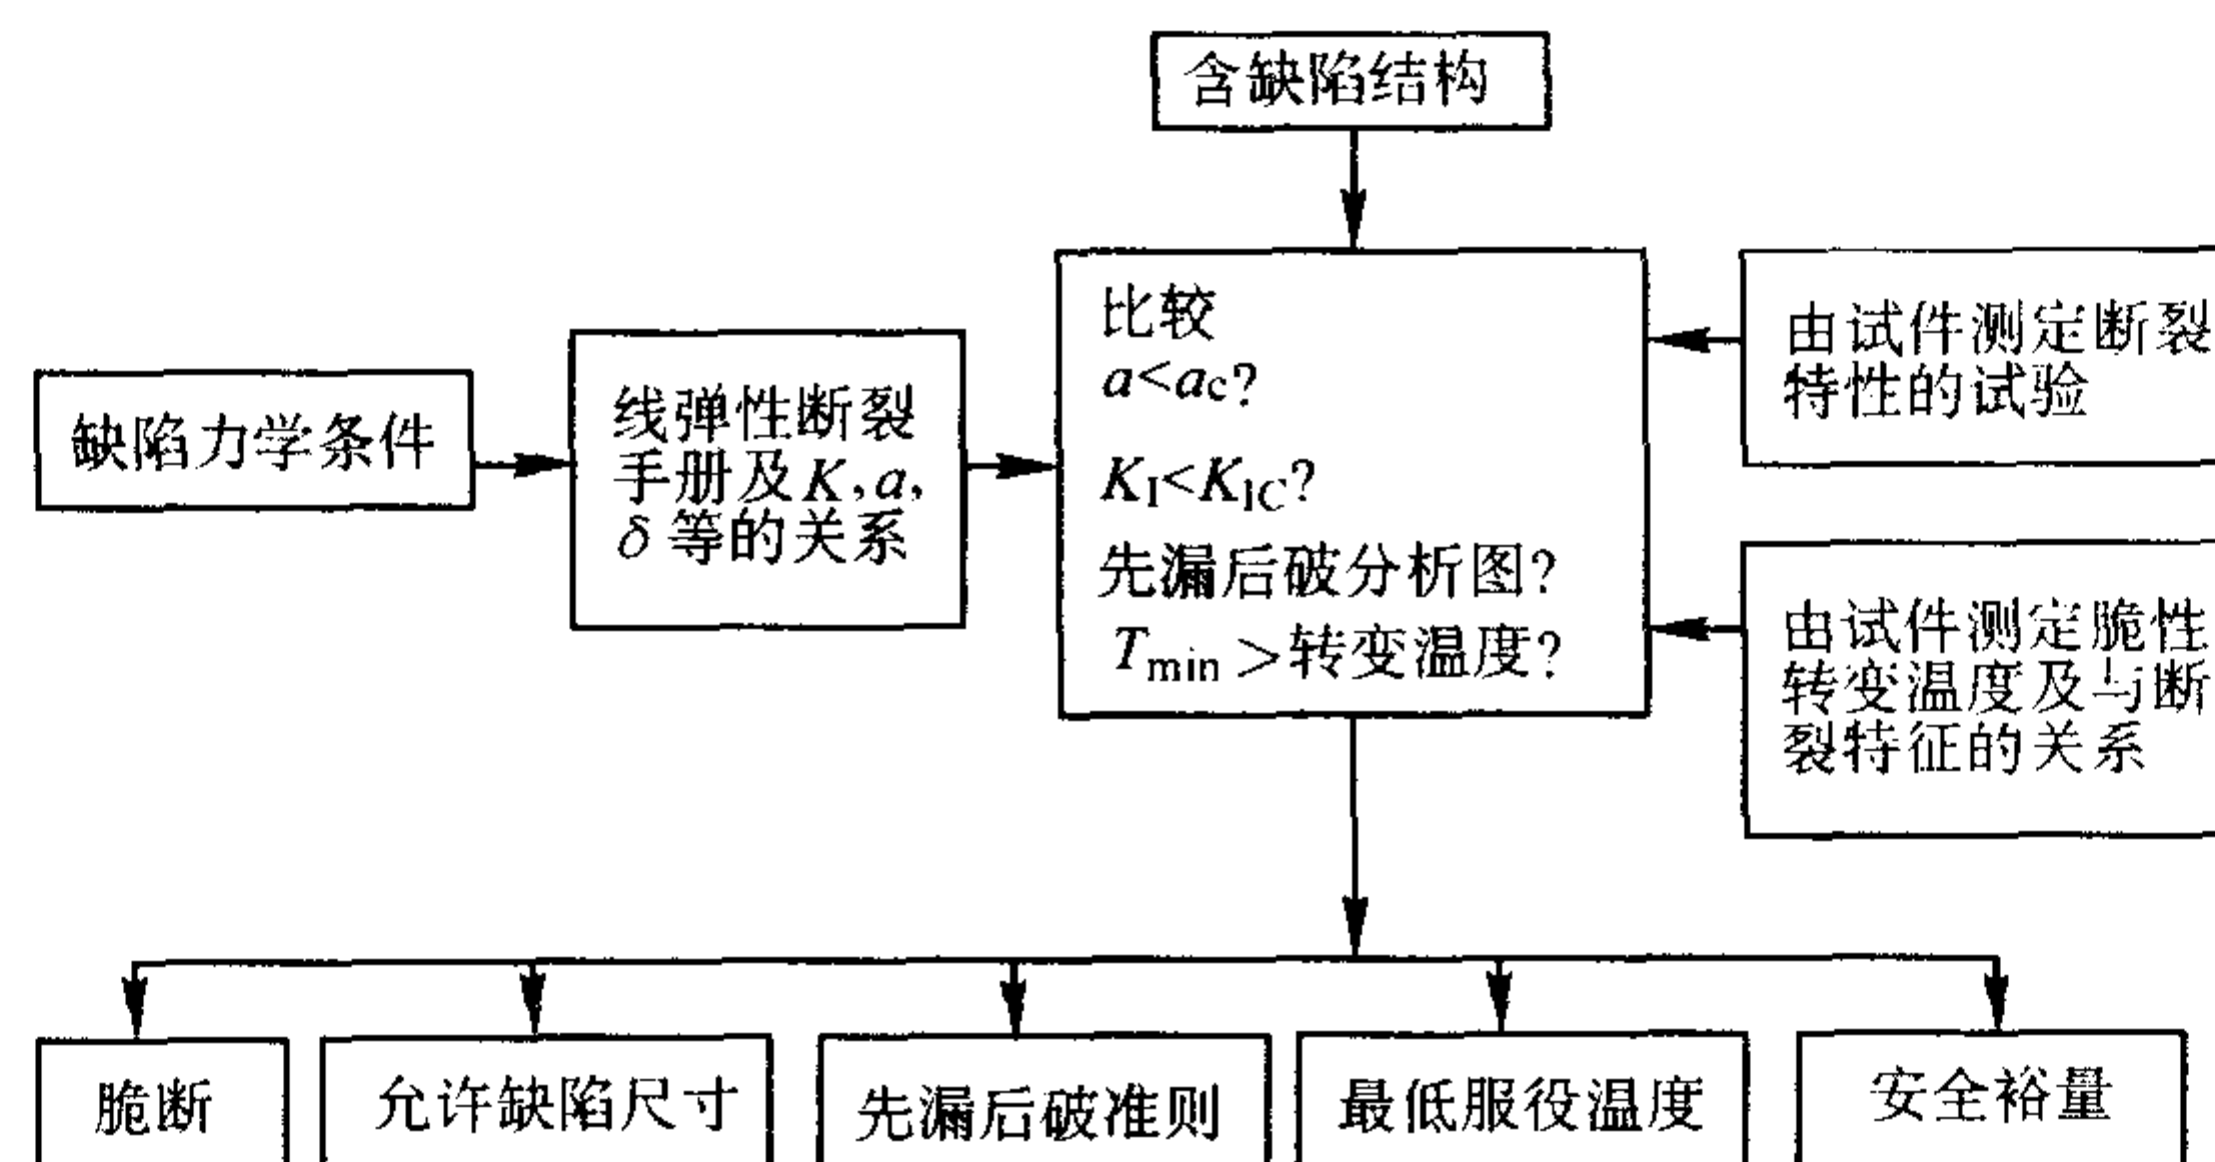 含缺陷结构
缺陷力学条件
线弹性断裂
手册及K,a,
δ等的关系
比较
a<ac?
KI<KIC?
先漏后破分析图?
Tmin>转变温度?
由试件测定断裂
特性的试验
由试件测定脆性
转变温度及与断
裂特征的关系
脆断
允许缺陷尺寸
先漏后破准则
最低服役温度
安全裕量